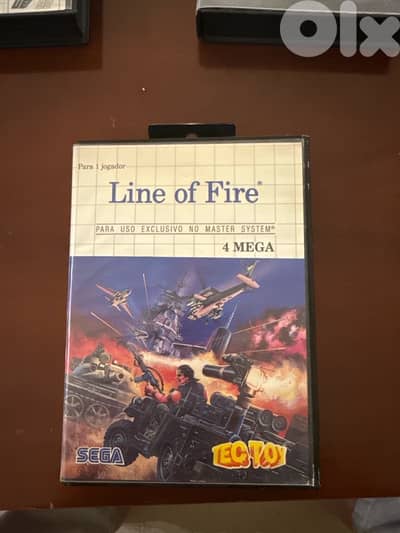 olx
Para 1 jogador
Line of Fire®
PARA USO EXCLUSIVO NO MASTER SYSTEM®
4 MEGA
SEGA
TEC TOY